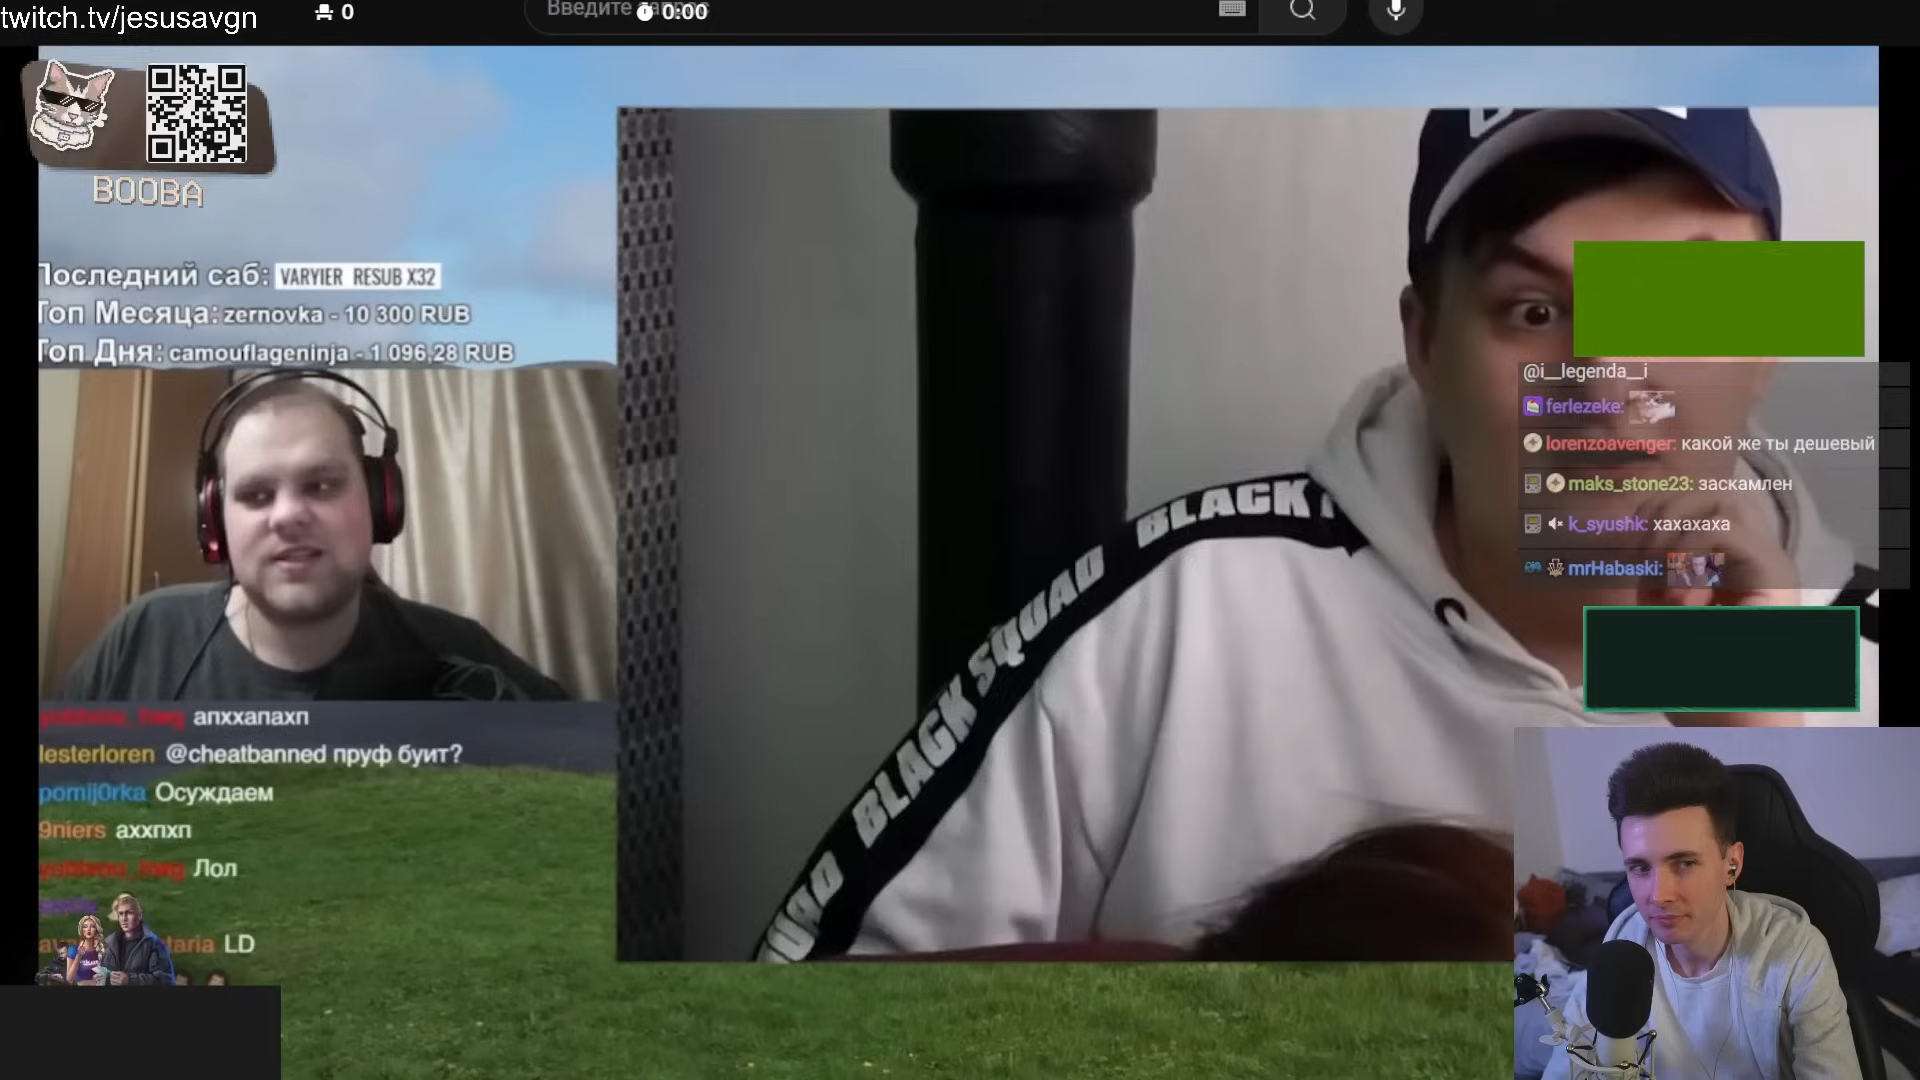 twitch.tv/jesusavgn
0
Введите
0:00
BOOBA
Последний саб: VARYIER RESUB X32
Топ Месяца: zernovka - 10 300 RUB
Топ Дня: camouflageninja - 1 096,28 RUB
BLACK
BLACK SQUAD
@i__legenda__i
ferlezeke:
lorenzoavenger: какой же ты дешевый
maks_stone23: заскамлен
k_syushk: хахахаха
mrHabaski:
апххапахп
lesterloren @cheatbanned пруф буит?
pomij0rka Осуждаем
9niers аххпхп
Лол
LD